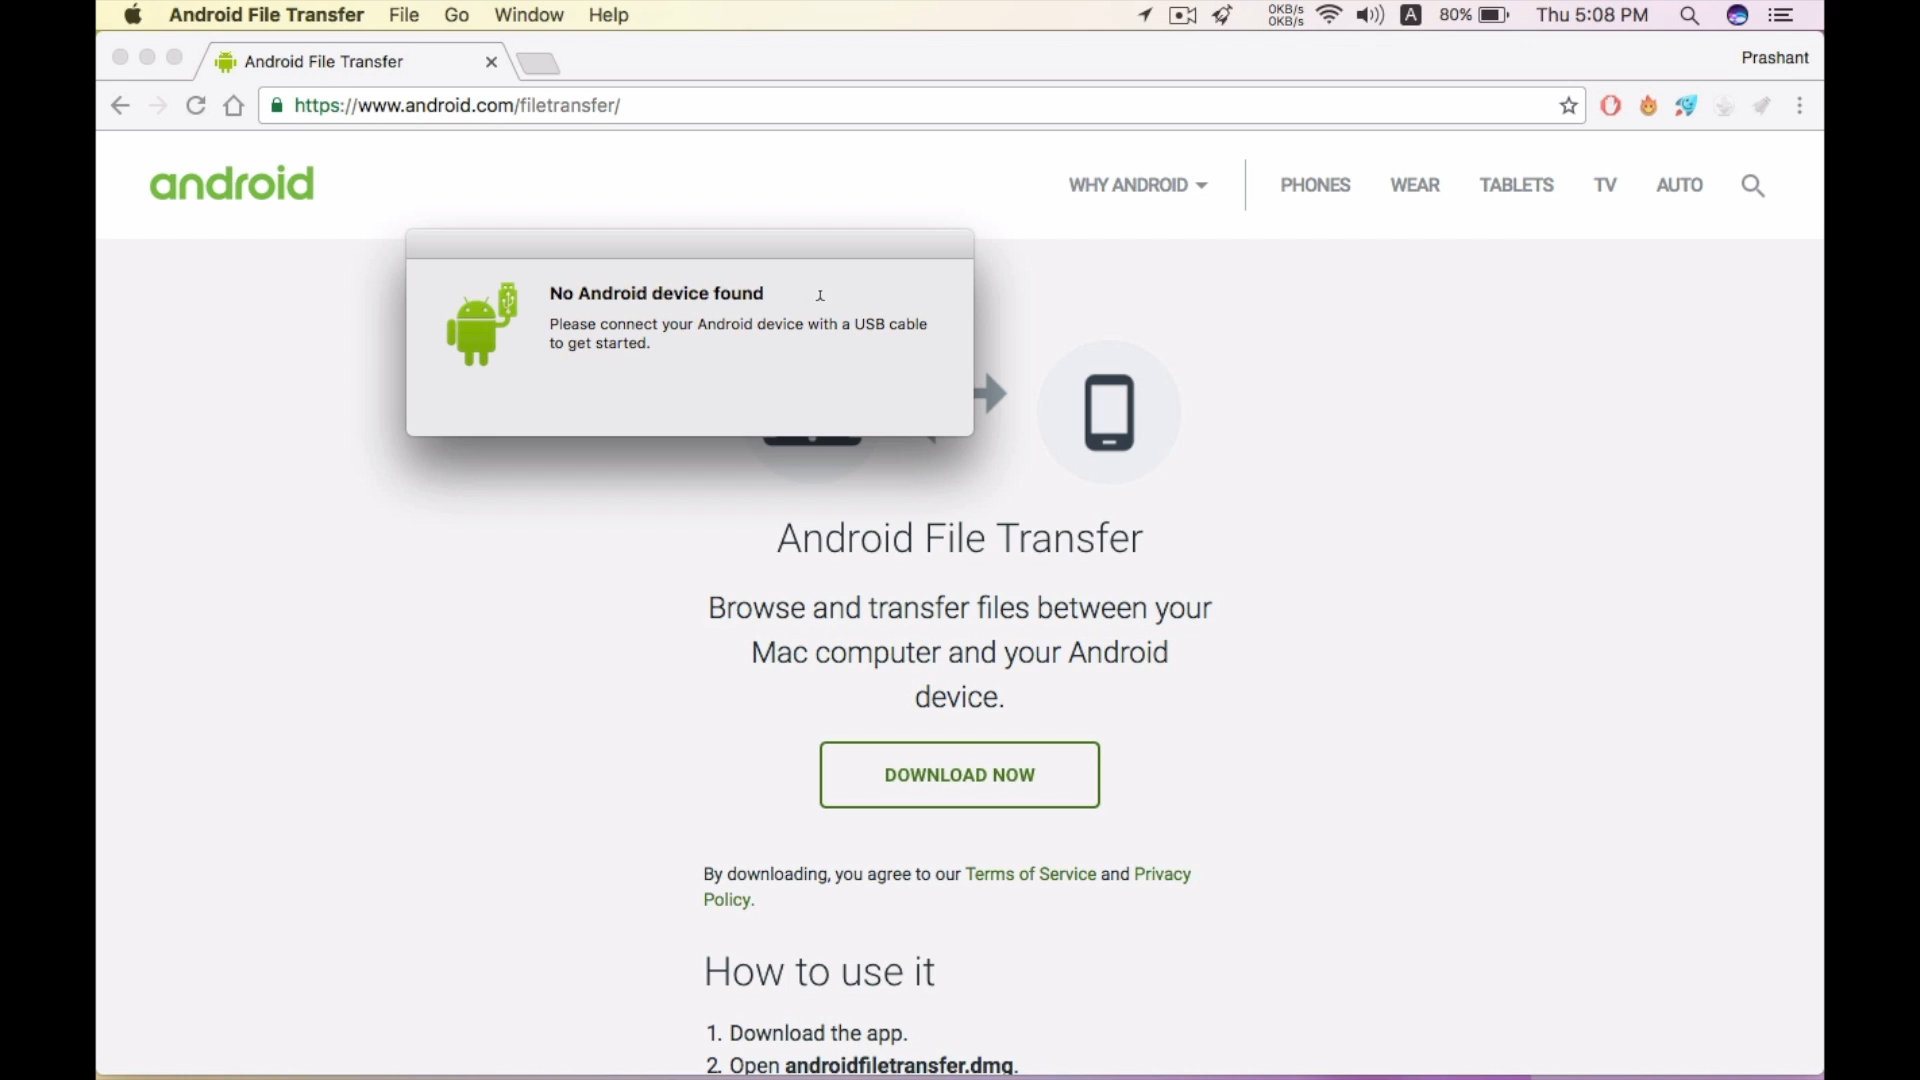 Android File Transfer File Go Window Help 0KB/s 0KB/s A 80% Thu 5:08 PM
Android File Transfer Prashant
https://www.android.com/filetransfer/
android WHY ANDROID PHONES WEAR TABLETS TV AUTO
No Android device found
Please connect your Android device with a USB cable
to get started.
Android File Transfer
Browse and transfer files between your
Mac computer and your Android
device.
DOWNLOAD NOW
By downloading, you agree to our Terms of Service and Privacy
Policy.
How to use it
1. Download the app.
2. Open androidfiletransfer.dmg.